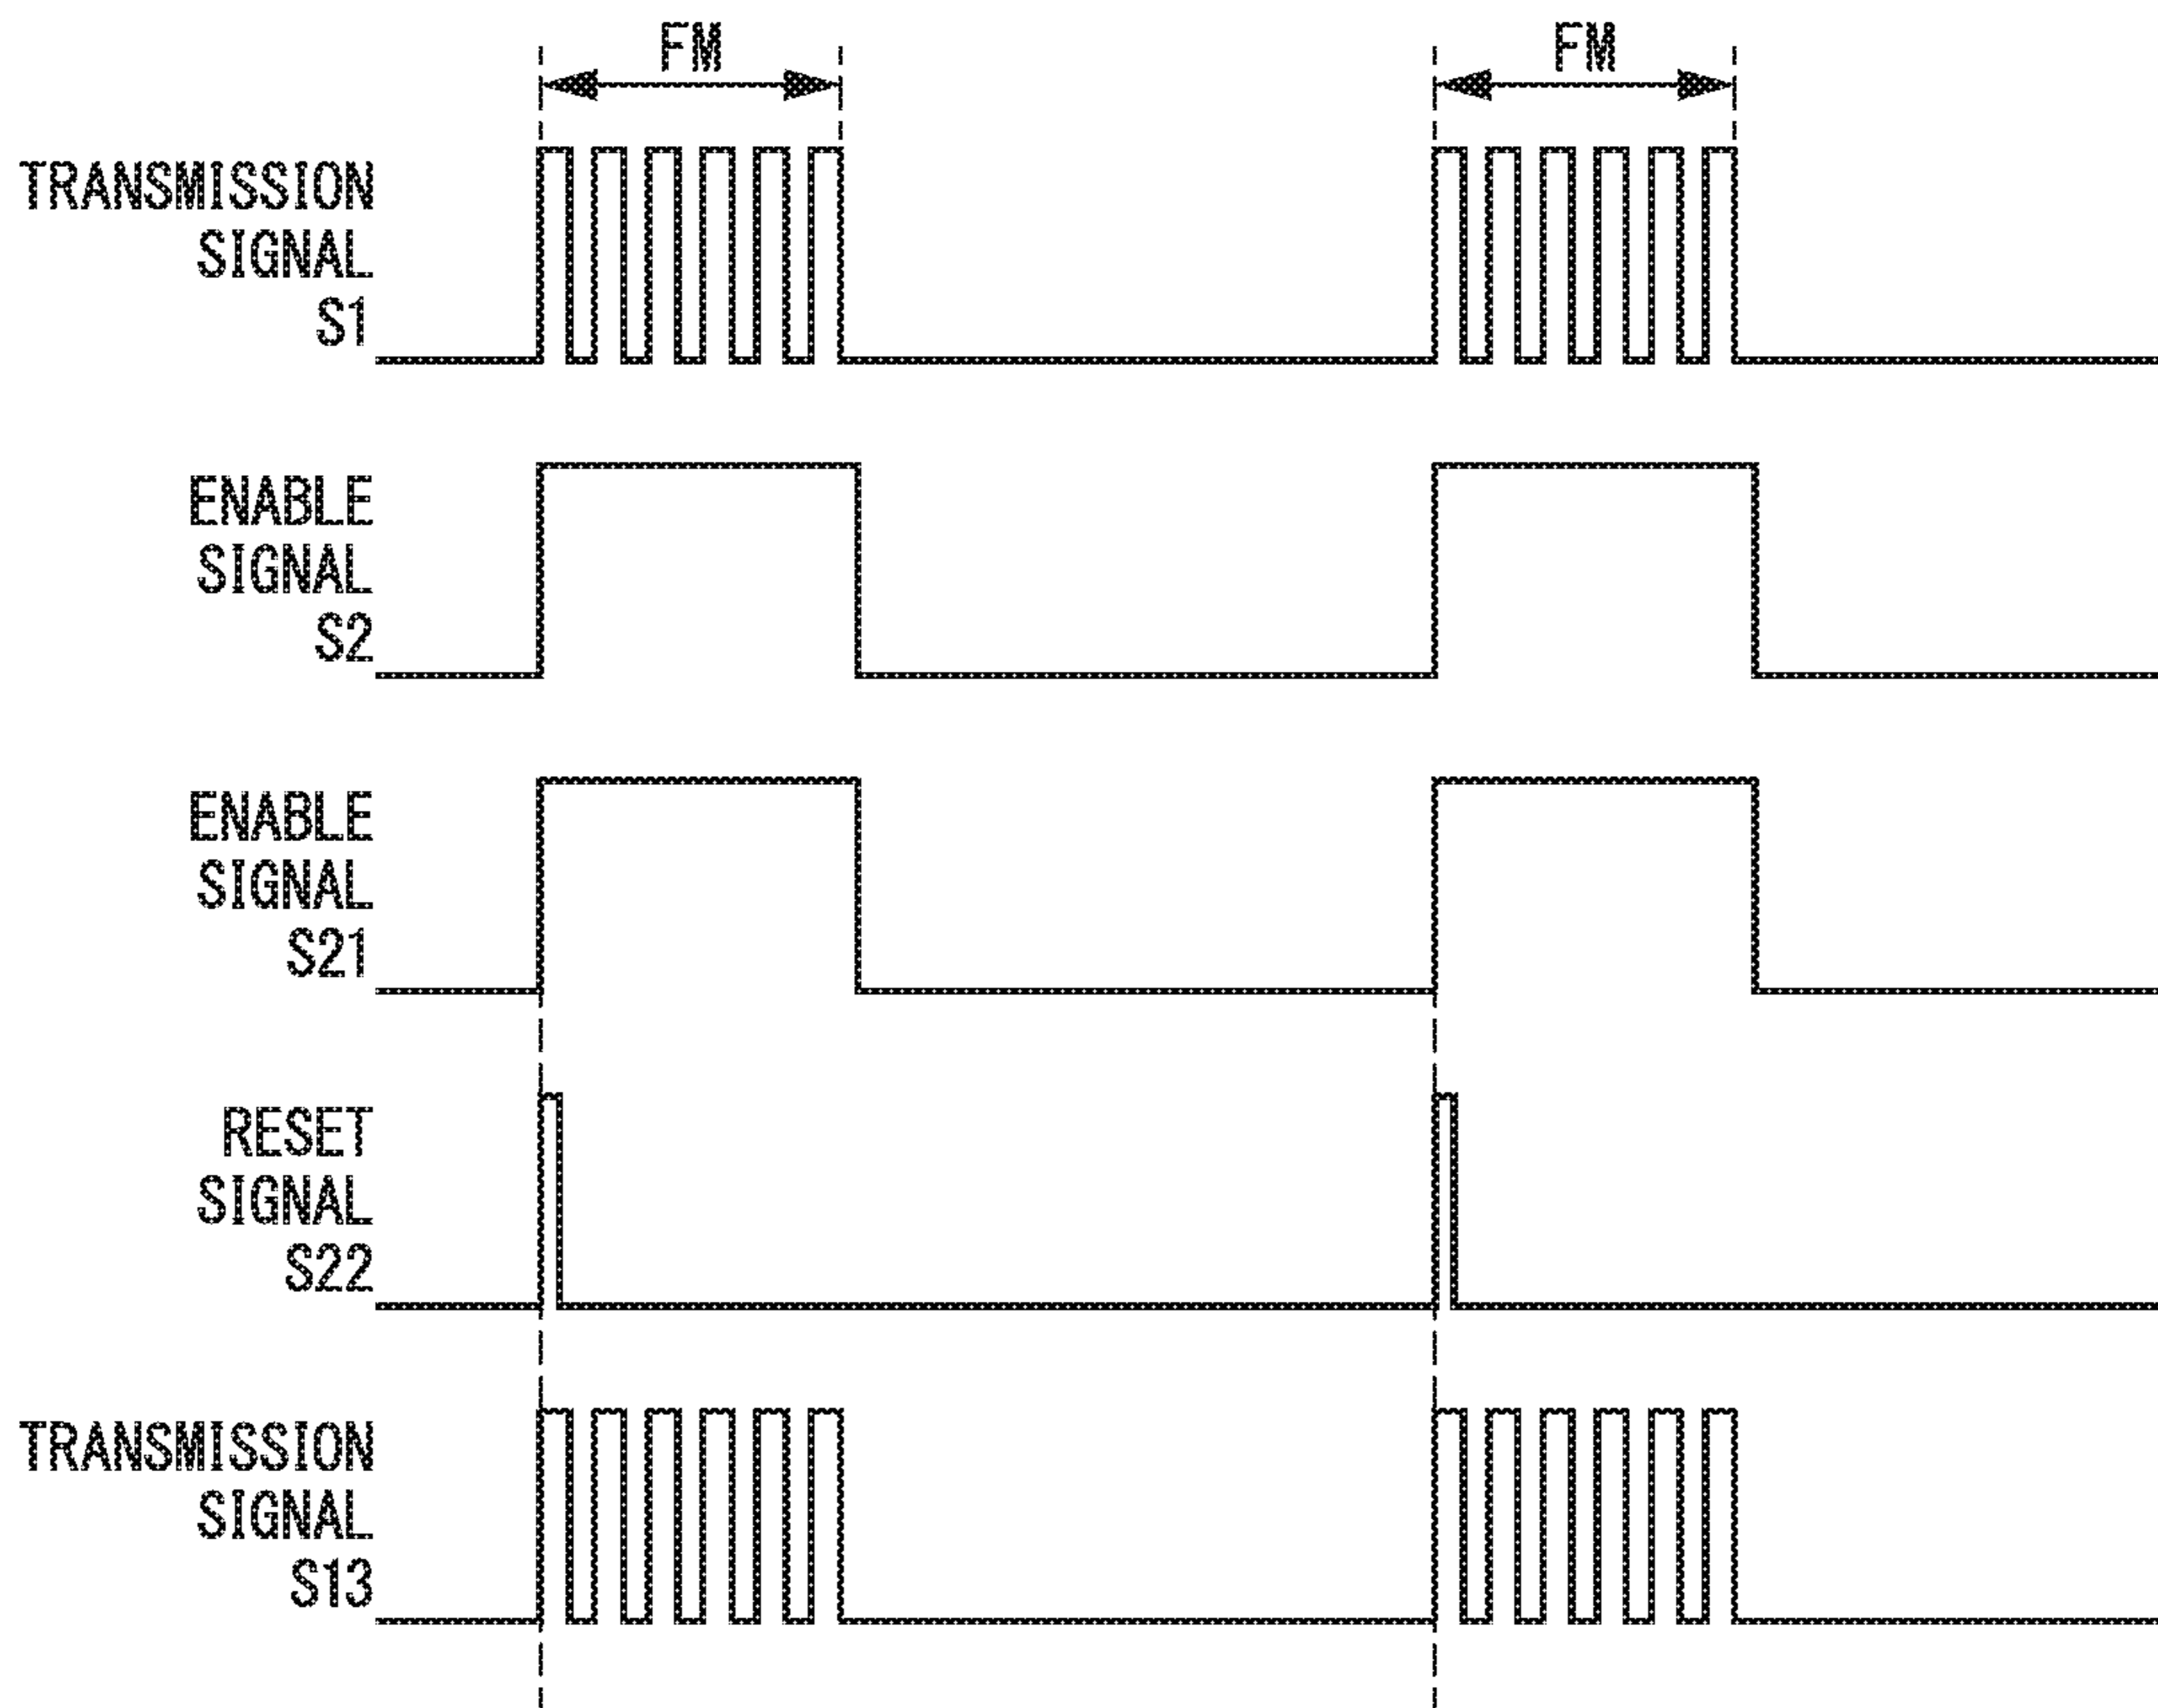 FM
FM
TRANSMISSION
SIGNAL
S1
ENABLE
SIGNAL
S2
ENABLE
SIGNAL
S21
RESET
SIGNAL
S22
TRANSMISSION
SIGNAL
S13